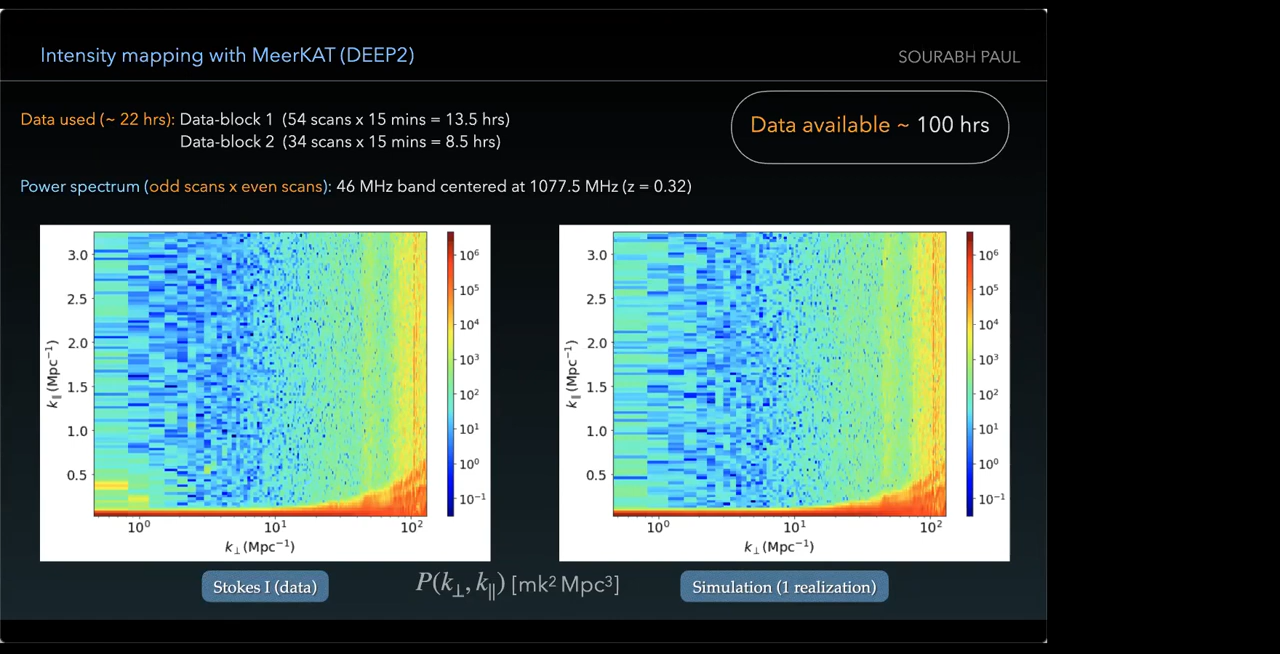 Intensity mapping with MeerKAT (DEEP2)
SOURABH PAUL
Data used (~ 22 hrs): Data-block 1 (54 scans x 15 mins = 13.5 hrs)
Data-block 2 (34 scans x 15 mins = 8.5 hrs)
Data available ~ 100 hrs
Power spectrum (odd scans x even scans): 46 MHz band centered at 1077.5 MHz (z = 0.32)
3.0
2.5
2.0
1.5
1.0
0.5
k∥(Mpc⁻¹)
10⁰
10¹
10²
k⊥(Mpc⁻¹)
10⁶
10⁵
10⁴
10³
10²
10¹
10⁰
10⁻¹
3.0
2.5
2.0
1.5
1.0
0.5
k∥(Mpc⁻¹)
10⁰
10¹
10²
k⊥(Mpc⁻¹)
10⁶
10⁵
10⁴
10³
10²
10¹
10⁰
10⁻¹
Stokes I (data)
P(k⊥, k∥) [mk² Mpc³]
Simulation (1 realization)